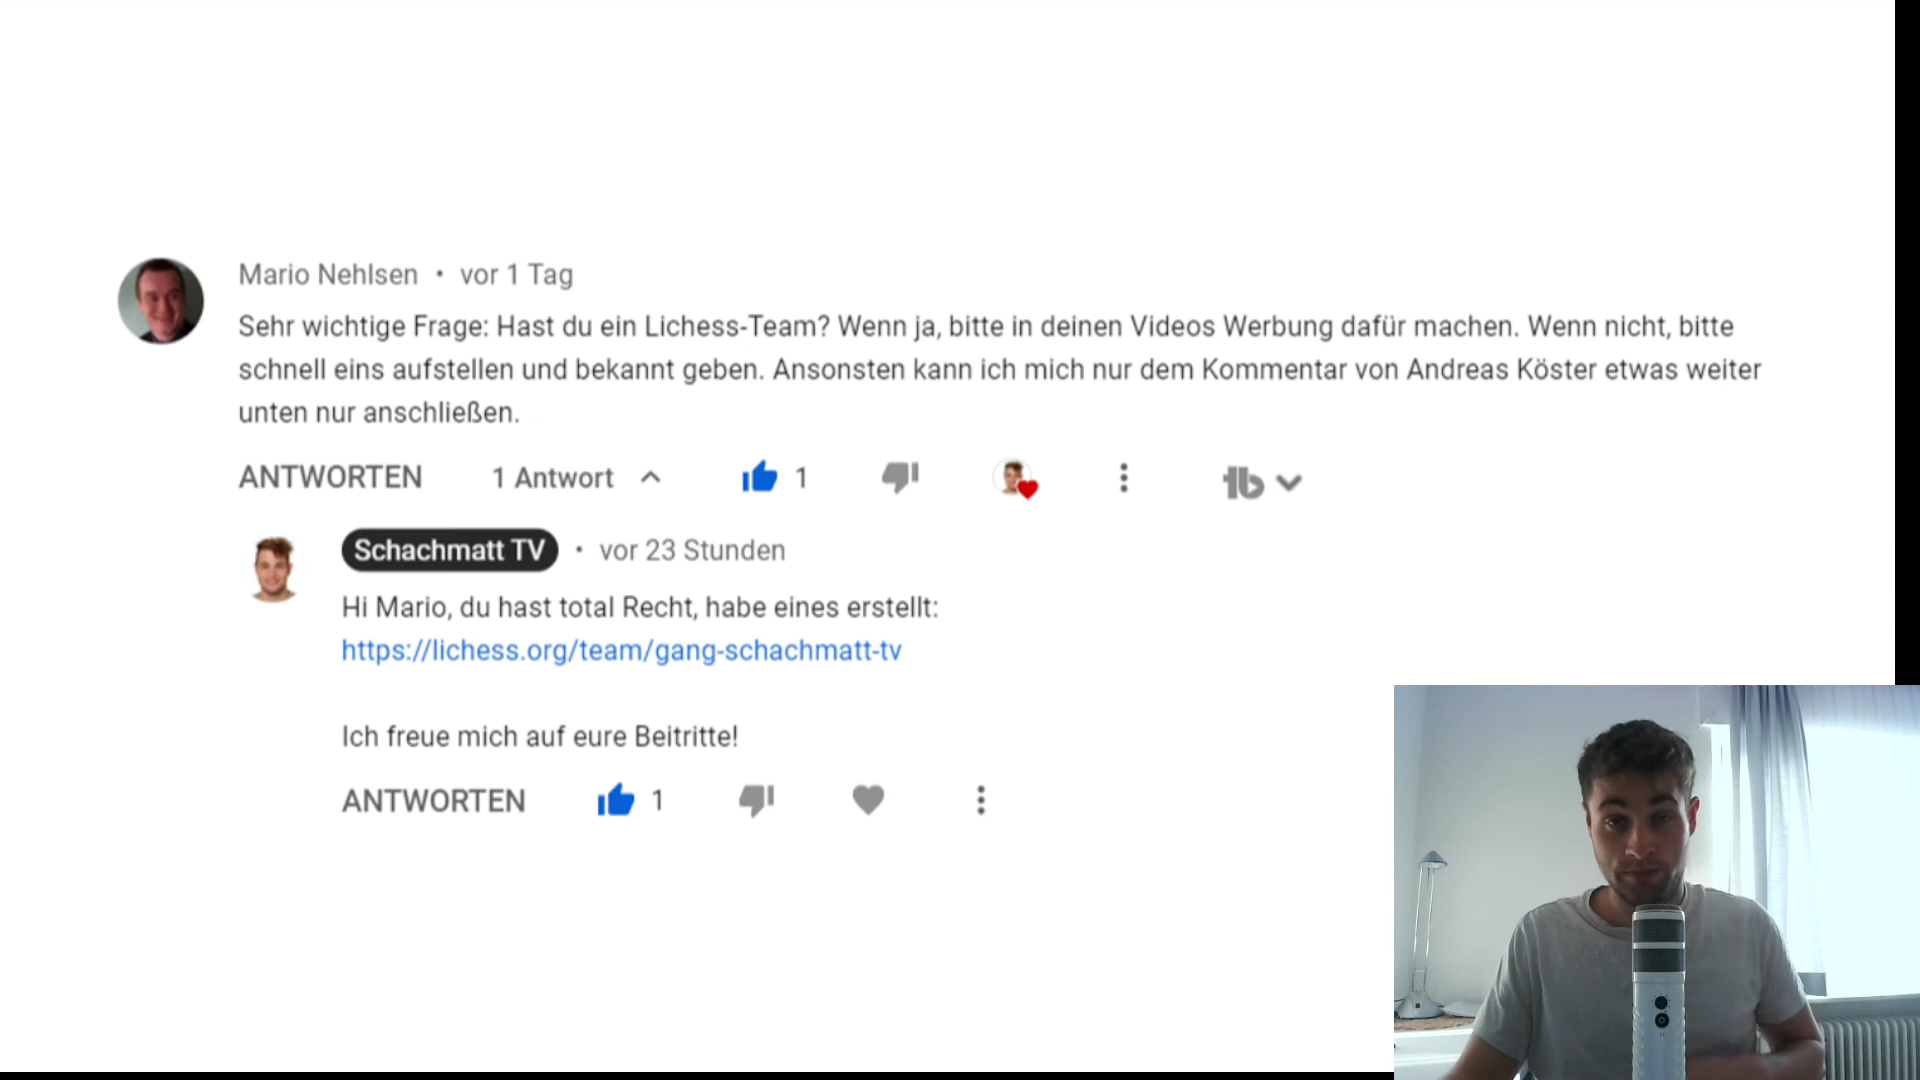 Mario Nehlsen • vor 1 Tag
Sehr wichtige Frage: Hast du ein Lichess-Team? Wenn ja, bitte in deinen Videos Werbung dafür machen. Wenn nicht, bitte
schnell eins aufstellen und bekannt geben. Ansonsten kann ich mich nur dem Kommentar von Andreas Köster etwas weiter
unten nur anschließen.
ANTWORTEN 1 Antwort 1
Schachmatt TV • vor 23 Stunden
Hi Mario, du hast total Recht, habe eines erstellt:
https://lichess.org/team/gang-schachmatt-tv
Ich freue mich auf eure Beitritte!
ANTWORTEN 1